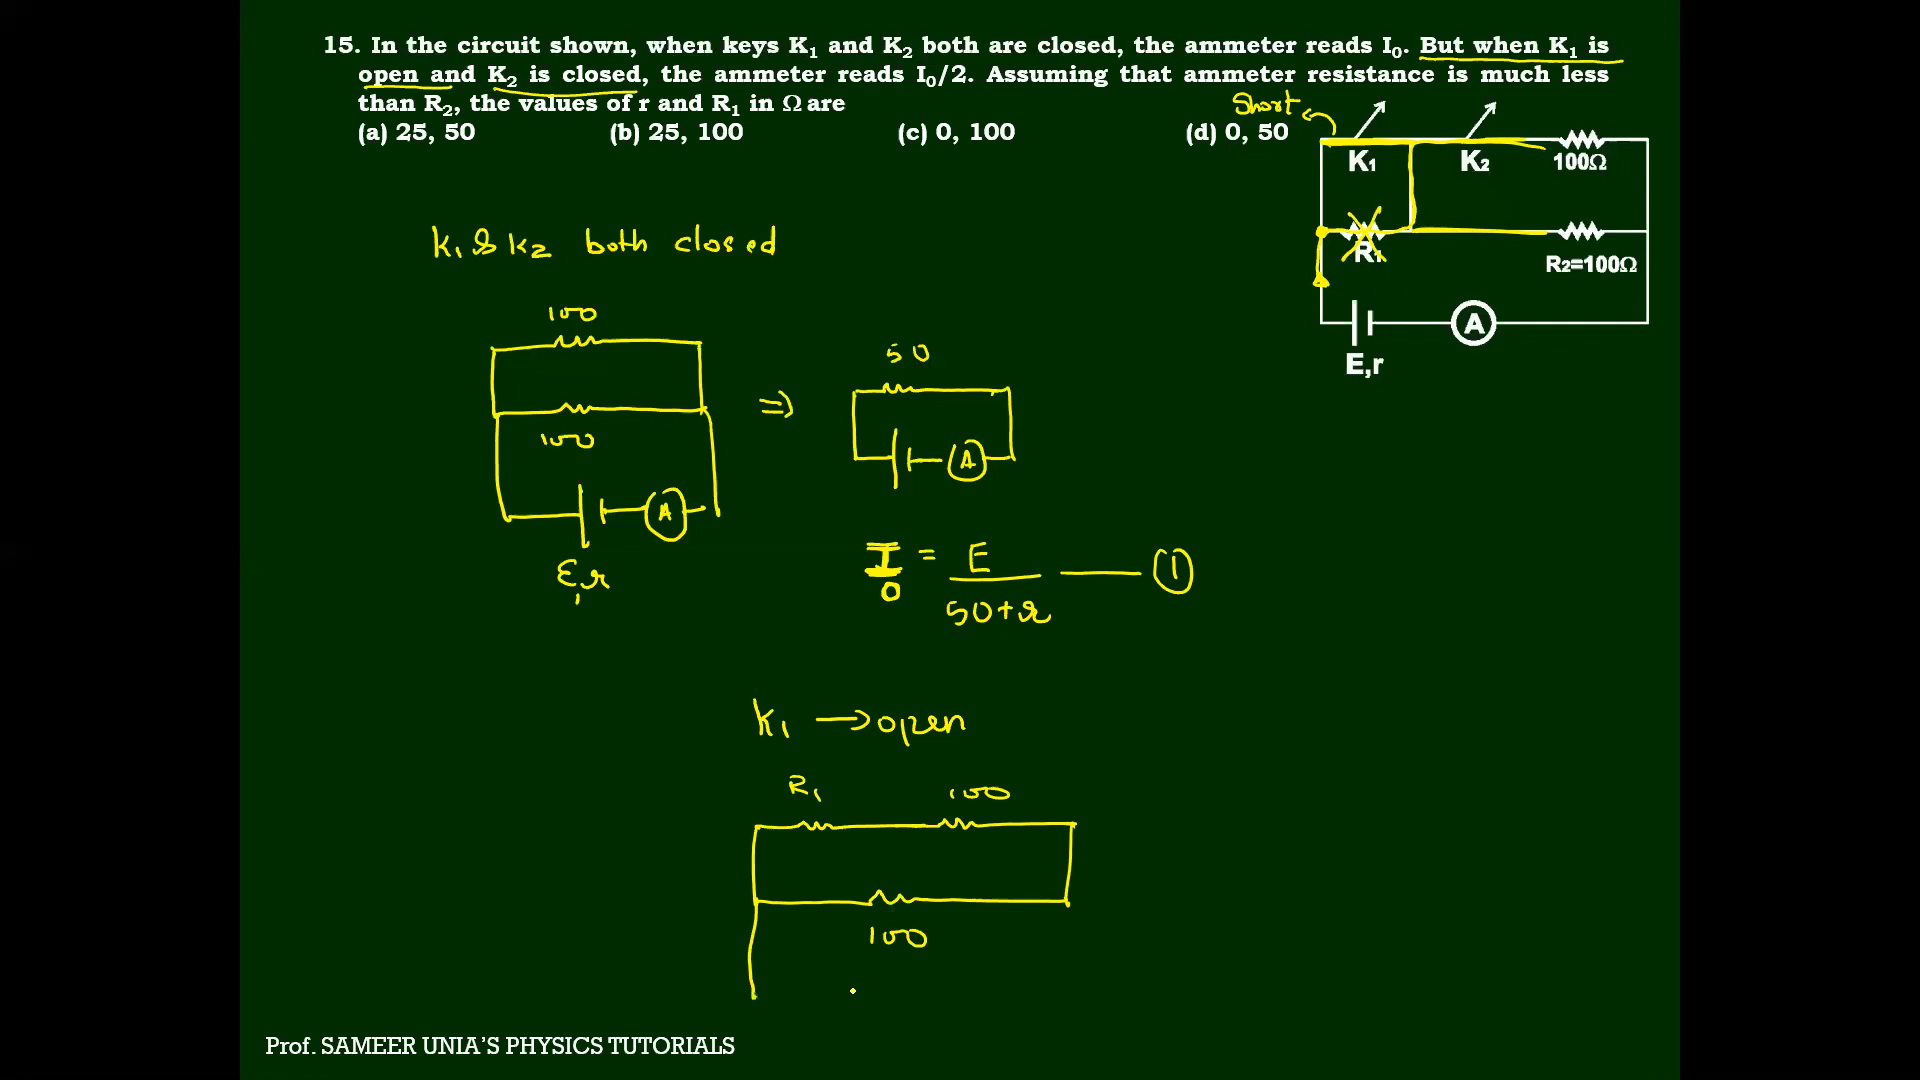 15. In the circuit shown, when keys K₁ and K₂ both are closed, the ammeter reads I₀. But when K₁ is
open and K₂ is closed, the ammeter reads I₀/2. Assuming that ammeter resistance is much less
than R₂, the values of r and R₁ in Ω are
(a) 25, 50 (b) 25, 100 (c) 0, 100 (d) 0, 50
Short
K₁ K₂ 100Ω
R₁
R₂=100Ω
A
E,r
K₁ & K₂ both closed
100
100
A
E,r
⇒
50
A
I₀ = E/(50+r) — ①
K₁ → open
R₁ 100
100
Prof. SAMEER UNIA'S PHYSICS TUTORIALS